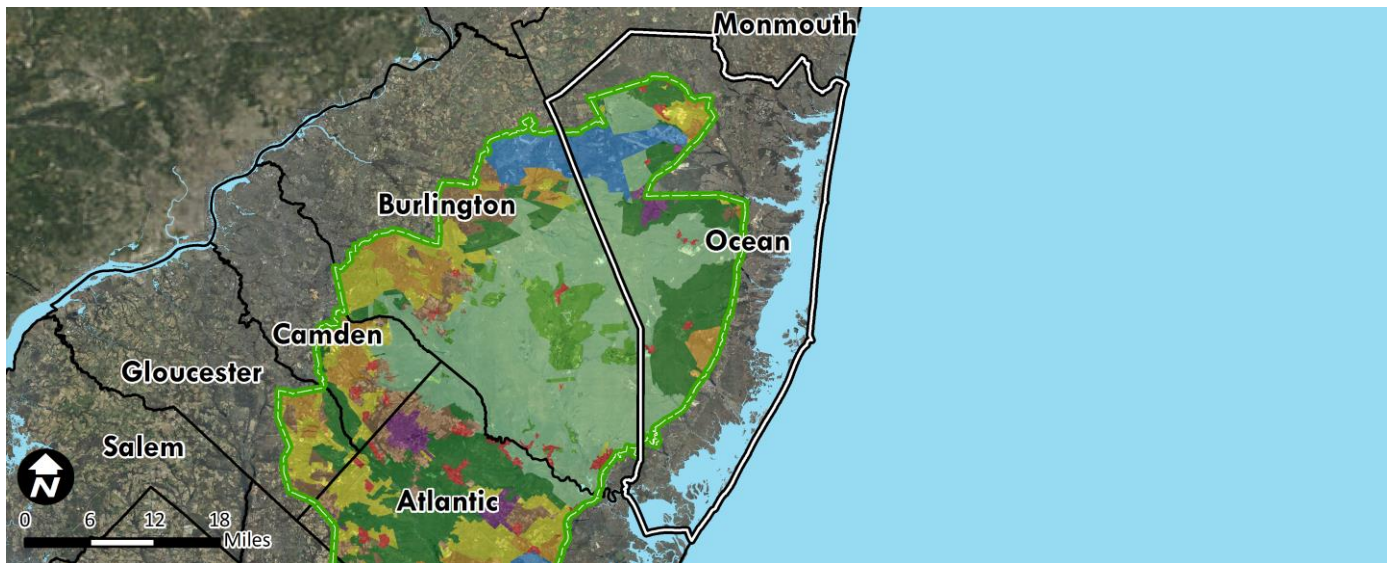 Monmouth
Burlington
Ocean
Camden
Gloucester
Salem
Atlantic
N
0 6 12 18
Miles